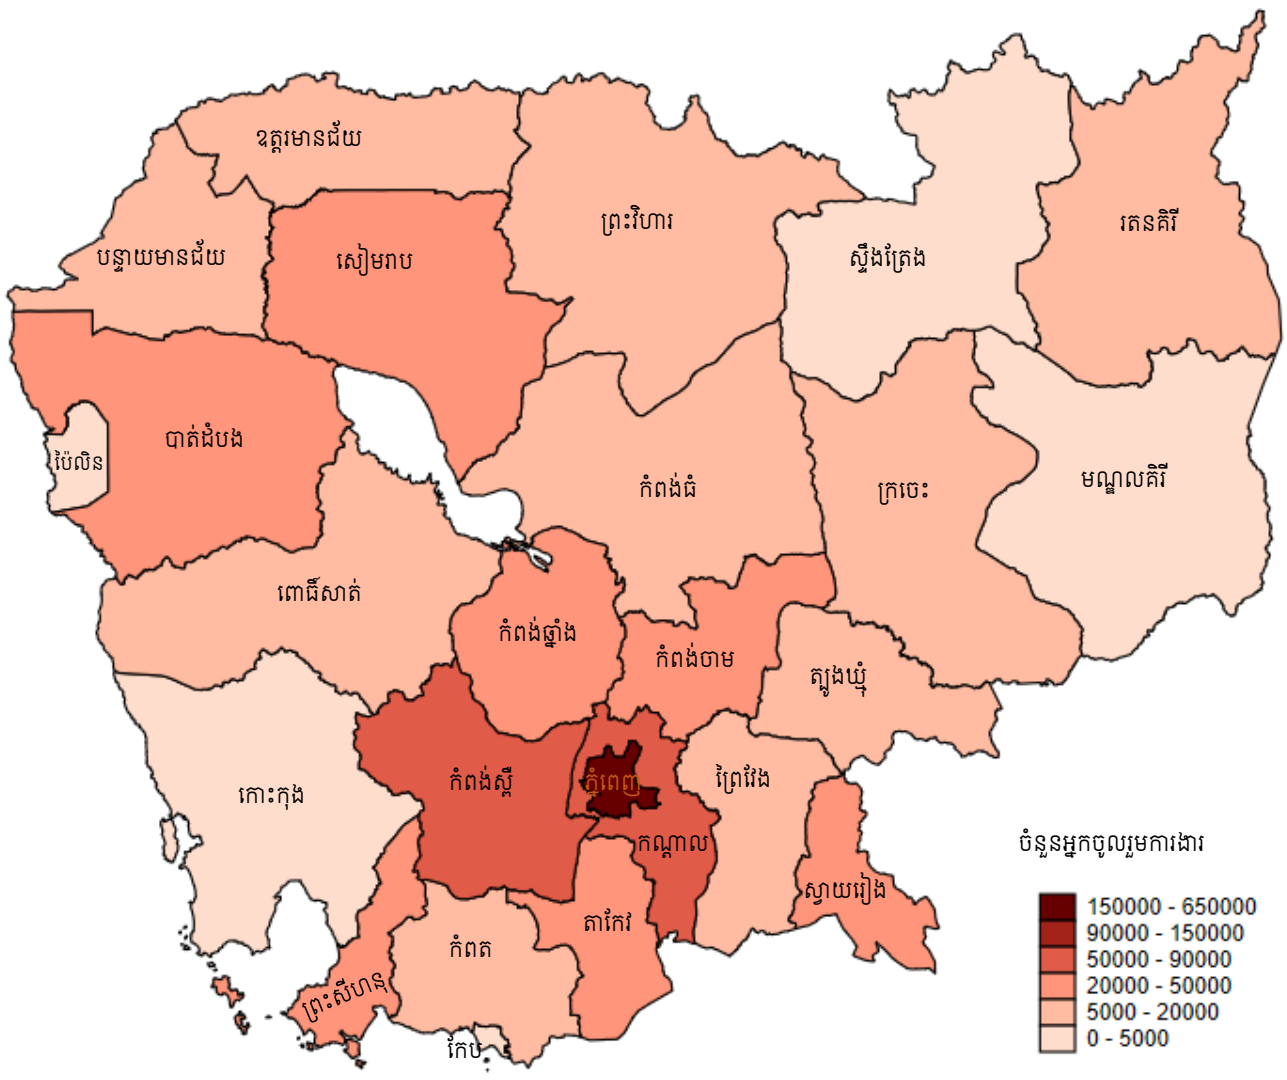 ឧត្តរមានជ័យ
ព្រះវិហារ
រតនគិរី
បន្ទាយមានជ័យ
សៀមរាប
ស្ទឹងត្រែង
បាត់ដំបង
ប៉ៃលិន
កំពង់ធំ
ក្រចេះ
មណ្ឌលគិរី
ពោធិ៍សាត់
កំពង់ឆ្នាំង
កំពង់ចាម
ត្បូងឃ្មុំ
កោះកុង
កំពង់ស្ពឺ
ភ្នំពេញ
ព្រៃវែង
កណ្តាល
ស្វាយរៀង
តាកែវ
កំពត
ព្រះសីហនុ
កែប
ចំនួនអ្នកចូលរួមការងារ
150000 - 650000
90000 - 150000
50000 - 90000
20000 - 50000
5000 - 20000
0 - 5000